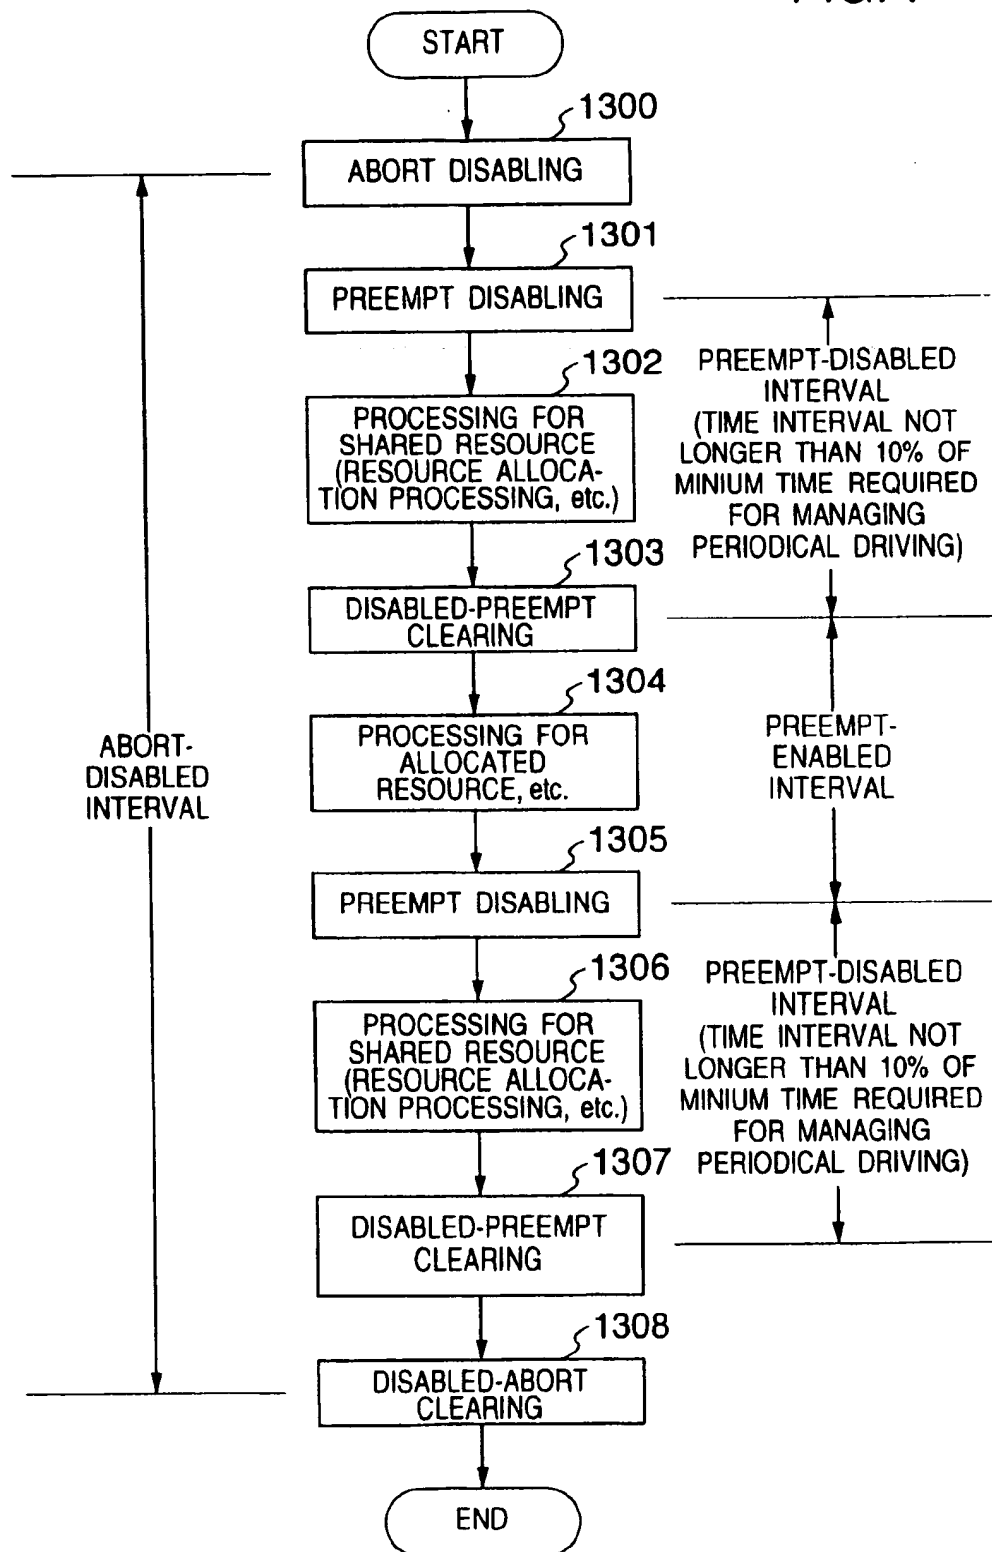 START
1300
ABORT DISABLING
1301
PREEMPT DISABLING
1302
PROCESSING FOR
SHARED RESOURCE
(RESOURCE ALLOCA-
TION PROCESSING, etc.)
1303
DISABLED-PREEMPT
CLEARING
1304
PROCESSING FOR
ALLOCATED
RESOURCE, etc.
1305
PREEMPT DISABLING
1306
PROCESSING FOR
SHARED RESOURCE
(RESOURCE ALLOCA-
TION PROCESSING, etc.)
1307
DISABLED-PREEMPT
CLEARING
1308
DISABLED-ABORT
CLEARING
END
ABORT-
DISABLED
INTERVAL
PREEMPT-DISABLED
INTERVAL
(TIME INTERVAL NOT
LONGER THAN 10% OF
MINIUM TIME REQUIRED
FOR MANAGING
PERIODICAL DRIVING)
PREEMPT-
ENABLED
INTERVAL
PREEMPT-DISABLED
INTERVAL
(TIME INTERVAL NOT
LONGER THAN 10% OF
MINIUM TIME REQUIRED
FOR MANAGING
PERIODICAL DRIVING)